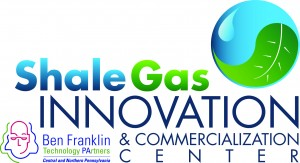 Shale Gas
INNOVATION
& COMMERCIALIZATION
CENTER
Ben Franklin
Technology PArtners
Central and Northern Pennsylvania